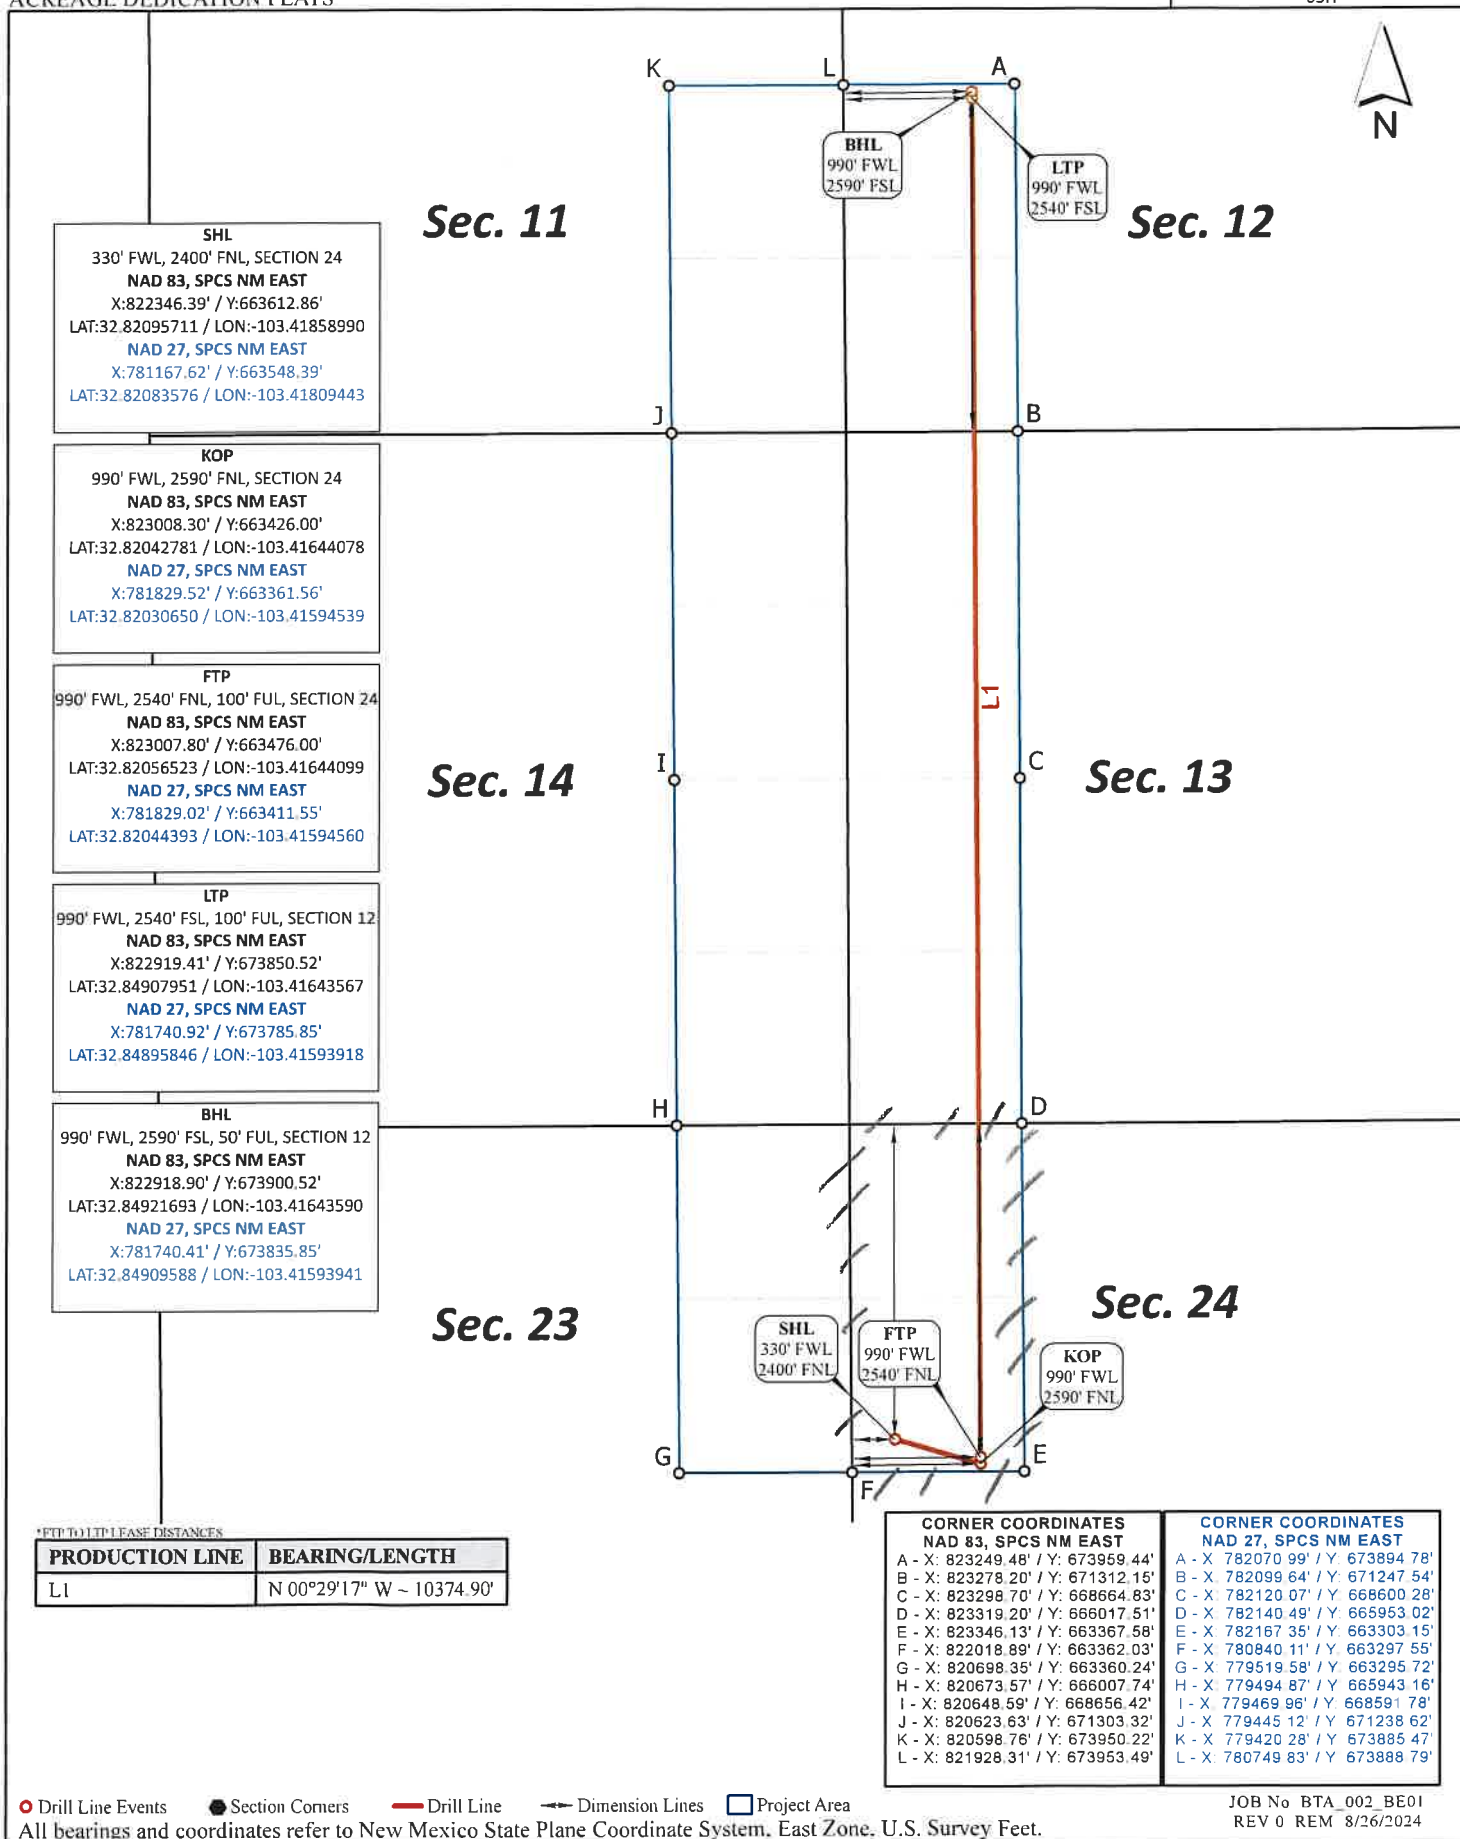 ACREAGE DEDICATION PLATS
K
L
A
N
BHL
990' FWL
2590' FSL
LTP
990' FWL
2540' FSL
Sec. 11
Sec. 12
SHL
330' FWL, 2400' FNL, SECTION 24
NAD 83, SPCS NM EAST
X:822346.39' / Y:663612.86'
LAT:32.82095711 / LON:-103.41858990
NAD 27, SPCS NM EAST
X:781167.62' / Y:663548.39'
LAT:32.82083576 / LON:-103.41809443
J
B
KOP
990' FWL, 2590' FNL, SECTION 24
NAD 83, SPCS NM EAST
X:823008.30' / Y:663426.00'
LAT:32.82042781 / LON:-103.41644078
NAD 27, SPCS NM EAST
X:781829.52' / Y:663361.56'
LAT:32.82030650 / LON:-103.41594539
FTP
990' FWL, 2540' FNL, 100' FUL, SECTION 24
NAD 83, SPCS NM EAST
X:823007.80' / Y:663476.00'
LAT:32.82056523 / LON:-103.41644099
NAD 27, SPCS NM EAST
X:781829.02' / Y:663411.55'
LAT:32.82044393 / LON:-103.41594560
L1
I
C
Sec. 14
Sec. 13
LTP
990' FWL, 2540' FSL, 100' FUL, SECTION 12
NAD 83, SPCS NM EAST
X:822919.41' / Y:673850.52'
LAT:32.84907951 / LON:-103.41643567
NAD 27, SPCS NM EAST
X:781740.92' / Y:673785.85'
LAT:32.84895846 / LON:-103.41593918
H
D
BHL
990' FWL, 2590' FSL, 50' FUL, SECTION 12
NAD 83, SPCS NM EAST
X:822918.90' / Y:673900.52'
LAT:32.84921693 / LON:-103.41643590
NAD 27, SPCS NM EAST
X:781740.41' / Y:673835.85'
LAT:32.84909588 / LON:-103.41593941
Sec. 23
Sec. 24
SHL
330' FWL
2400' FNL
FTP
990' FWL
2540' FNL
KOP
990' FWL
2590' FNL
G
F
E
*FTP TO LTP LEASE DISTANCES
PRODUCTION LINE BEARING/LENGTH
L1 N 00°29'17" W ~ 10374.90'
CORNER COORDINATES
NAD 83, SPCS NM EAST
A - X: 823249.48' / Y: 673959.44'
B - X: 823278.20' / Y: 671312.15'
C - X: 823298.70' / Y: 668664.83'
D - X: 823319.20' / Y: 666017.51'
E - X: 823346.13' / Y: 663367.58'
F - X: 822018.89' / Y: 663362.03'
G - X: 820698.35' / Y: 663360.24'
H - X: 820673.57' / Y: 666007.74'
I - X: 820648.59' / Y: 668656.42'
J - X: 820623.63' / Y: 671303.32'
K - X: 820598.76' / Y: 673950.22'
L - X: 821928.31' / Y: 673953.49'
CORNER COORDINATES
NAD 27, SPCS NM EAST
A - X: 782070.99' / Y: 673894.78'
B - X: 782099.64' / Y: 671247.54'
C - X: 782120.07' / Y: 668600.28'
D - X: 782140.49' / Y: 665953.02'
E - X: 782167.35' / Y: 663303.15'
F - X: 780840.11' / Y: 663297.55'
G - X: 779519.58' / Y: 663295.72'
H - X: 779494.87' / Y: 665943.16'
I - X: 779469.96' / Y: 668591.78'
J - X: 779445.12' / Y: 671238.62'
K - X: 779420.28' / Y: 673885.47'
L - X: 780749.83' / Y: 673888.79'
Drill Line Events Section Corners Drill Line Dimension Lines Project Area
All bearings and coordinates refer to New Mexico State Plane Coordinate System, East Zone, U.S. Survey Feet.
JOB No BTA_002_BE01
REV 0 REM 8/26/2024